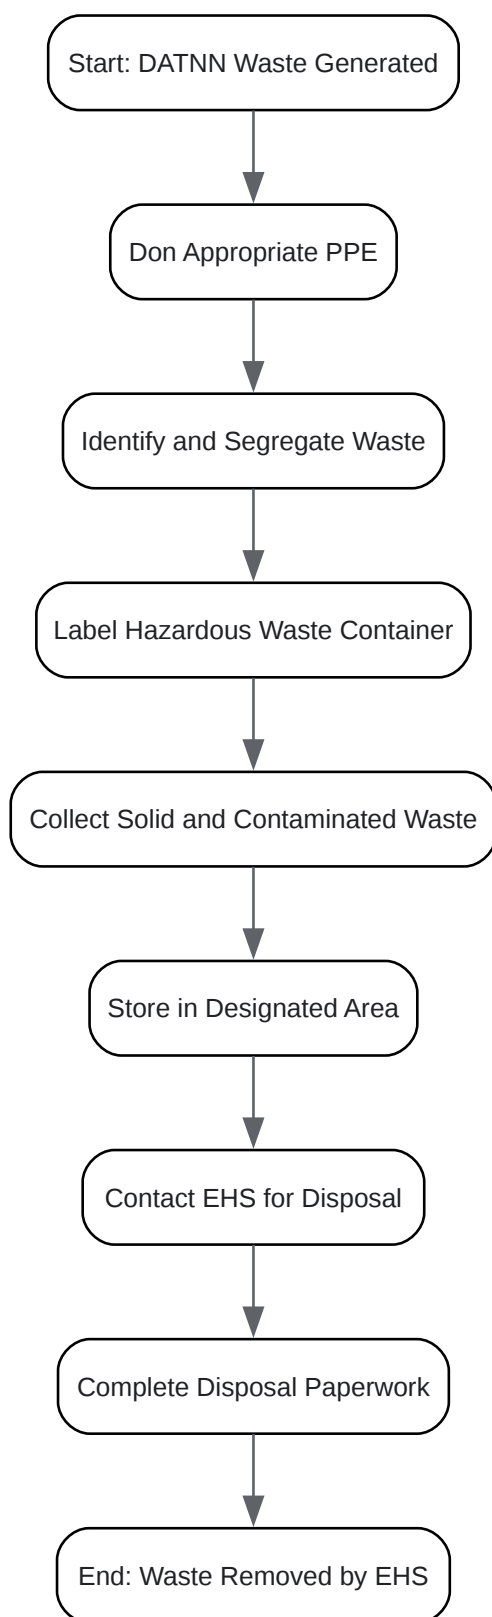 Start: DATNN Waste Generated
Don Appropriate PPE
Identify and Segregate Waste
Label Hazardous Waste Container
Collect Solid and Contaminated Waste
Store in Designated Area
Contact EHS for Disposal
Complete Disposal Paperwork
End: Waste Removed by EHS